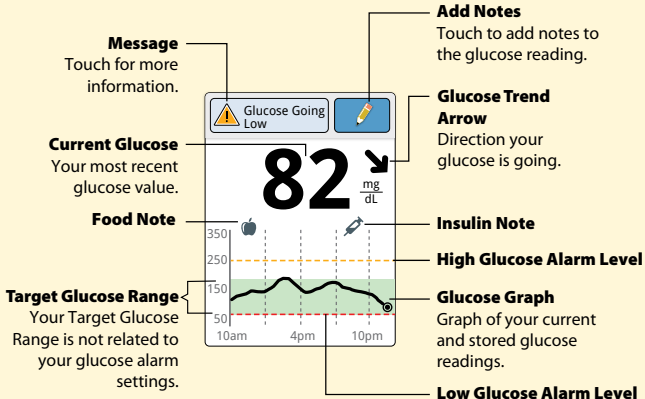 Message
Touch for more
information.
Current Glucose
Your most recent
glucose value.
Food Note
Target Glucose Range
Your Target Glucose
Range is not related to
your glucose alarm
settings.
Glucose Going
Low
82
mg
dL
350
250
150
50
10am
4pm
10pm
Add Notes
Touch to add notes to
the glucose reading.
Glucose Trend
Arrow
Direction your
glucose is going.
Insulin Note
High Glucose Alarm Level
Glucose Graph
Graph of your current
and stored glucose
readings.
Low Glucose Alarm Level